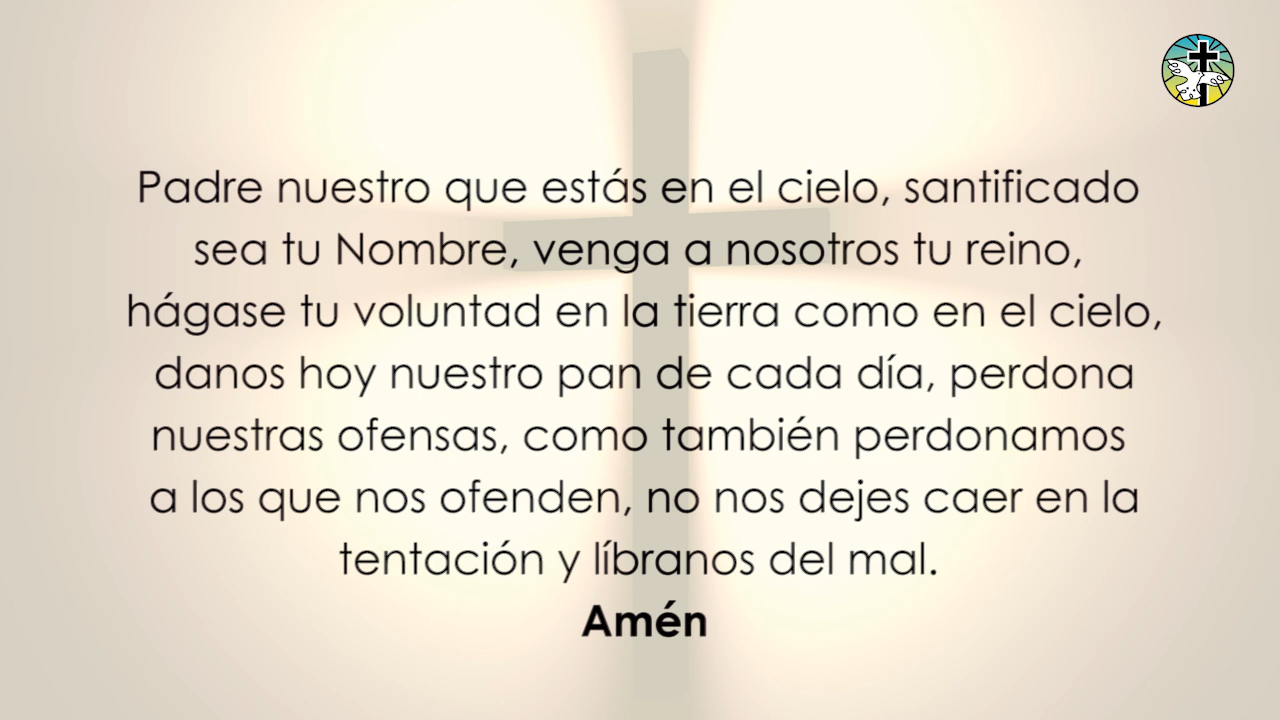 Padre nuestro que estás en el cielo, santificado
sea tu Nombre, venga a nosotros tu reino,
hágase tu voluntad en la tierra como en el cielo,
danos hoy nuestro pan de cada día, perdona
nuestras ofensas, como también perdonamos
a los que nos ofenden, no nos dejes caer en la
tentación y líbranos del mal.
Amén